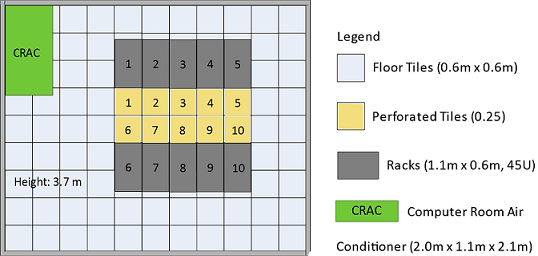 CRAC
1 2 3 4 5
1 2 3 4 5
6 7 8 9 10
6 7 8 9 10
Height: 3.7 m
Legend
Floor Tiles (0.6m x 0.6m)
Perforated Tiles (0.25)
Racks (1.1m x 0.6m, 45U)
CRAC Computer Room Air
Conditioner (2.0m x 1.1m x 2.1m)